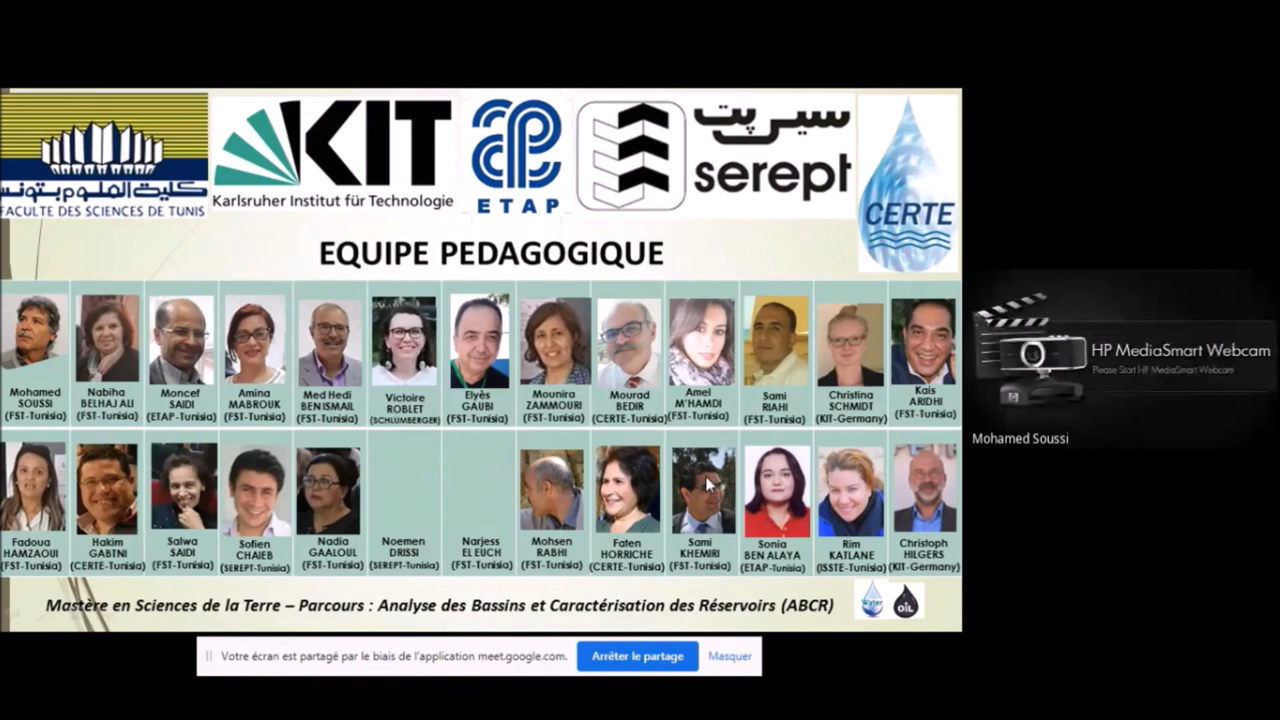 كلية العلوم بتونس
FACULTE DES SCIENCES DE TUNIS
KIT
Karlsruher Institut für Technologie
ETAP
سيريبت
serept
CERTE
EQUIPE PEDAGOGIQUE
Mohamed
SOUSSI
(FST-Tunisia)
Nabiha
BELHAJ ALI
(FST-Tunisia)
Moncef
SAIDI
(ETAP-Tunisia)
Amina
MABROUK
(FST-Tunisia)
Med Hedi
BEN ISMAIL
(FST-Tunisia)
Victoire
ROBLET
(SCHLUMBERGER)
Elyès
GAUBI
(FST-Tunisia)
Mounira
ZAMMOURI
(FST-Tunisia)
Mourad
BEDIR
(CERTE-Tunisia)
Amel
M'HAMDI
(FST-Tunisia)
Sami
RIAHI
(FST-Tunisia)
Christina
SCHMIDT
(KIT-Germany)
Kais
ARIDHI
(FST-Tunisia)
Fadoua
HAMZAOUI
(FST-Tunisia)
Hakim
GABTNI
(CERTE-Tunisia)
Salwa
SAIDI
(FST-Tunisia)
Sofien
CHAIEB
(SEREPT-Tunisia)
Nadia
GAALOUL
(FST-Tunisia)
Noemen
DRISSI
(SEREPT-Tunisia)
Narjess
EL EUCH
(FST-Tunisia)
Mohsen
RABHI
(FST-Tunisia)
Faten
HORRICHE
(CERTE-Tunisia)
Sami
KHEMIRI
(FST-Tunisia)
Sonia
BEN ALAYA
(ETAP-Tunisia)
Rim
KATLANE
(ISSTE-Tunisia)
Christoph
HILGERS
(KIT-Germany)
Mastère en Sciences de la Terre – Parcours : Analyse des Bassins et Caractérisation des Réservoirs (ABCR)
Water
OIL
Votre écran est partagé par le biais de l'application meet.google.com.
Arrêter le partage
Masquer
HP MediaSmart Webcam
Please Start HP MediaSmart Webcam
Mohamed Soussi